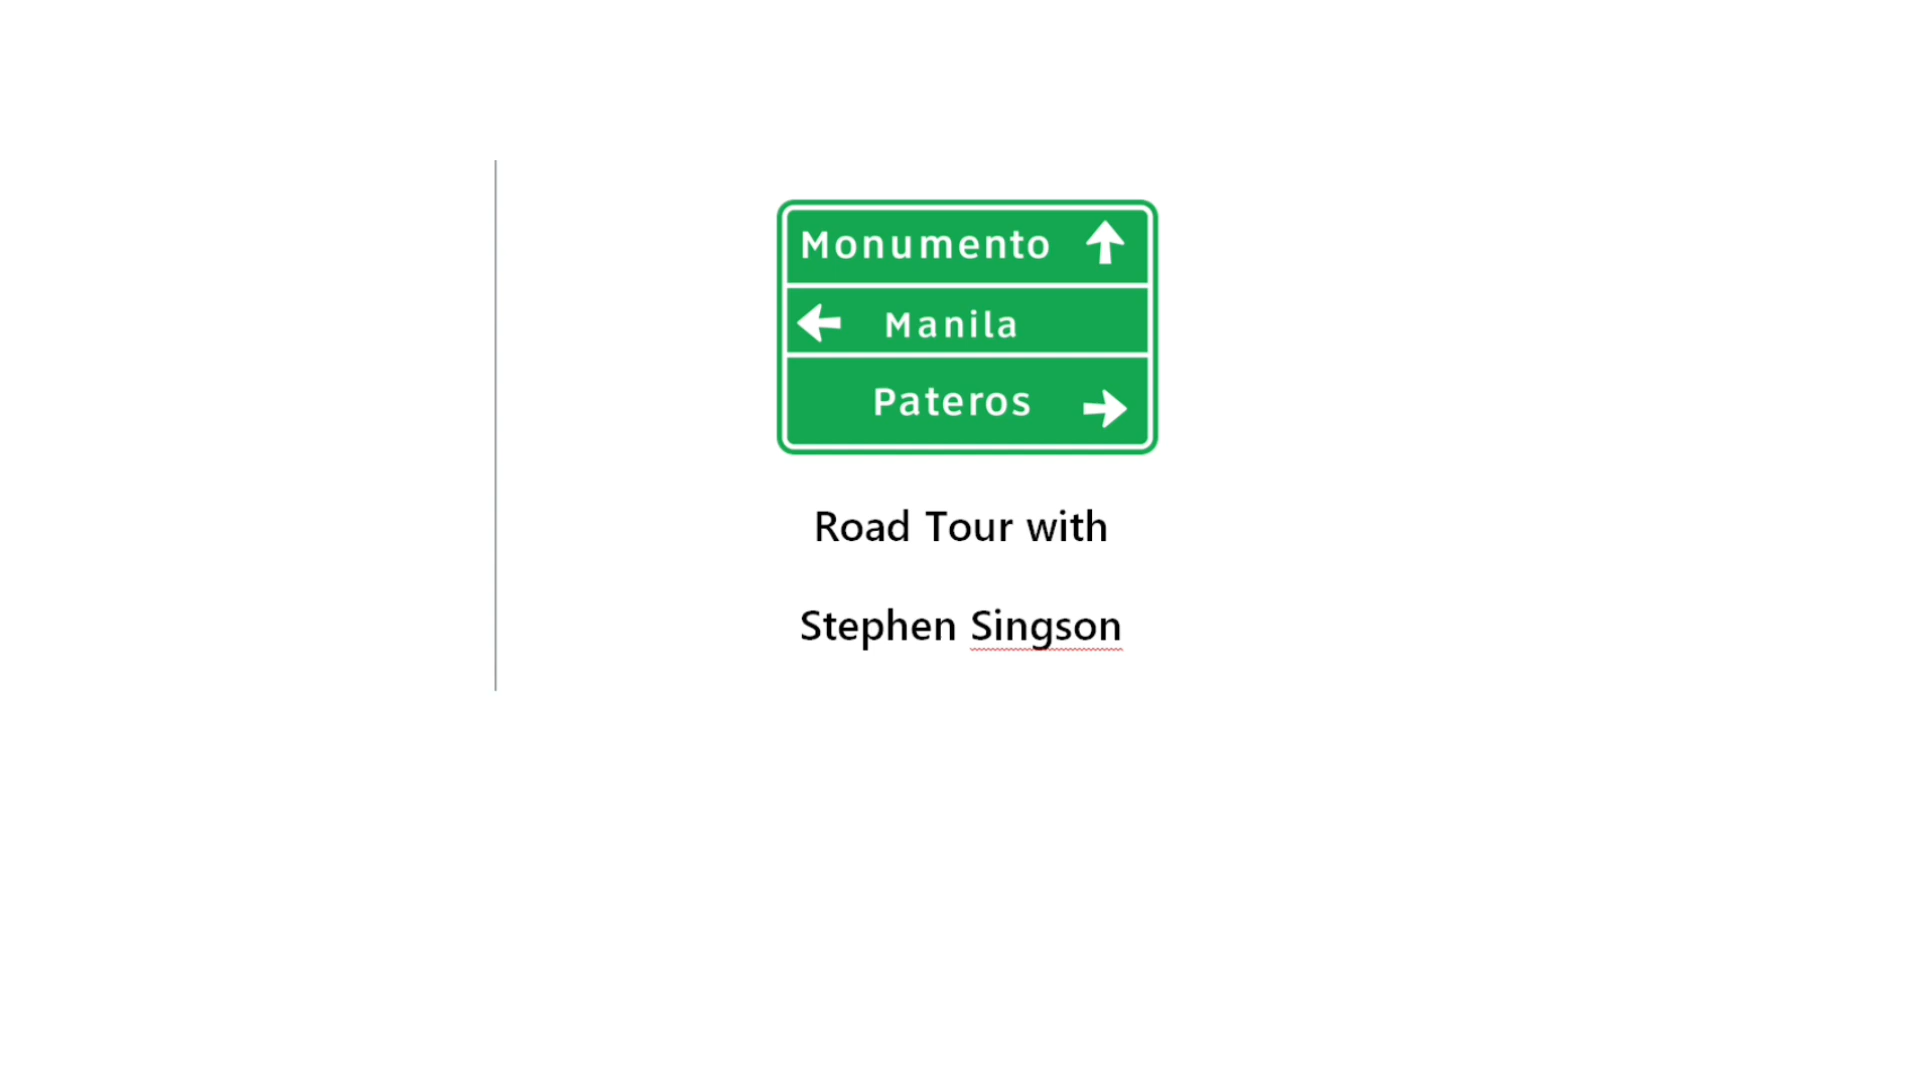 Monumento
Manila
Pateros
Road Tour with
Stephen Singson